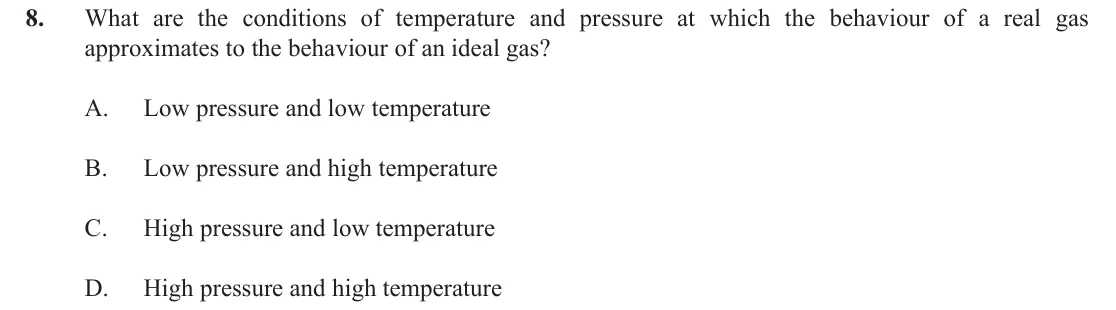 8. What are the conditions of temperature and pressure at which the behaviour of a real gas
approximates to the behaviour of an ideal gas?
A. Low pressure and low temperature
B. Low pressure and high temperature
C. High pressure and low temperature
D. High pressure and high temperature